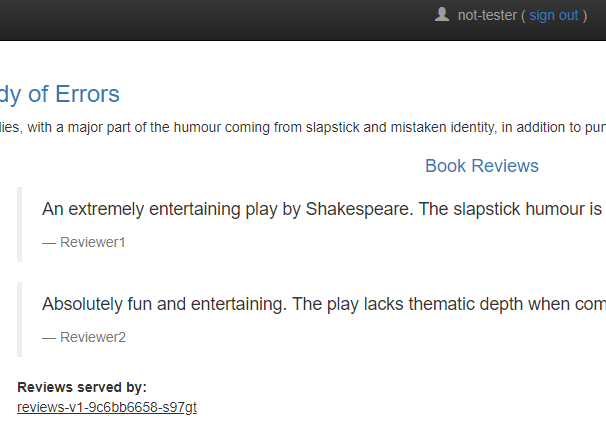 not-tester ( sign out )
dy of Errors
lies, with a major part of the humour coming from slapstick and mistaken identity, in addition to pun
Book Reviews
An extremely entertaining play by Shakespeare. The slapstick humour is
— Reviewer1
Absolutely fun and entertaining. The play lacks thematic depth when com
— Reviewer2
Reviews served by:
reviews-v1-9c6bb6658-s97gt